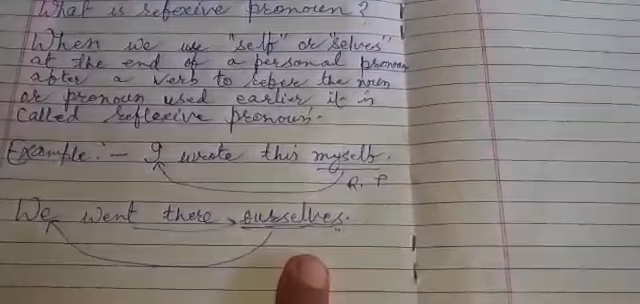 What is reflexive pronoun?
When we use "self" or "selves"
at the end of a personal pronoun
after a verb to refer the noun
or pronoun used earlier, it is
called reflexive pronoun.
Example:- I wrote this myself.
R. P
We went there, ourselves.